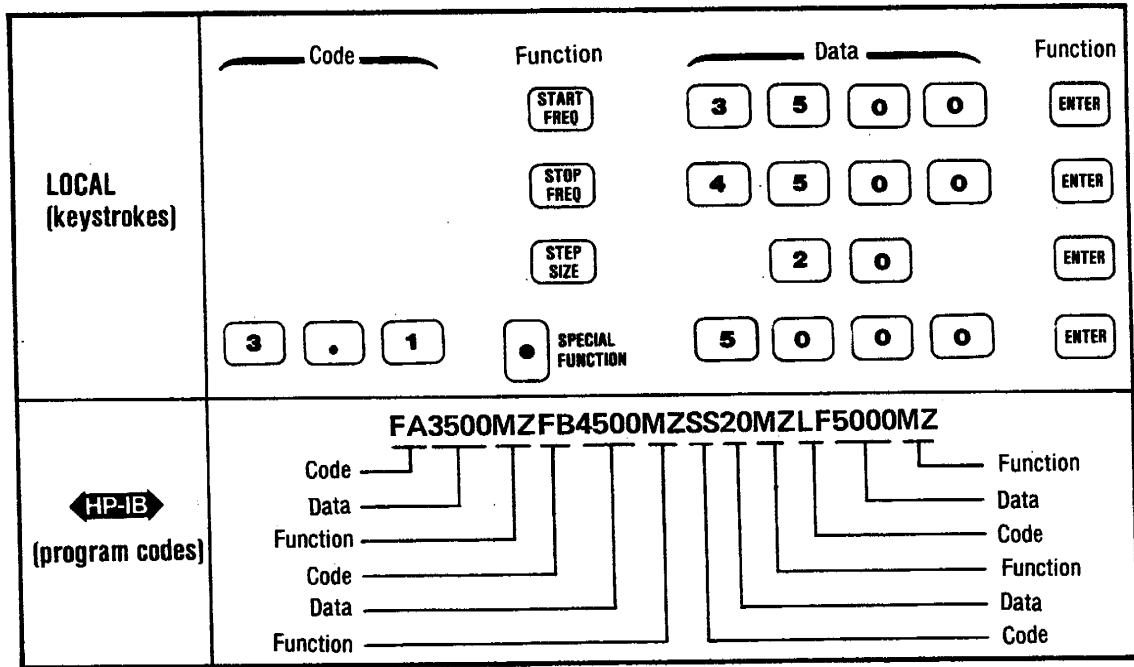 Code Function Data Function
START FREQ 3 5 0 0 ENTER
LOCAL
(keystrokes)
STOP FREQ 4 5 0 0 ENTER
STEP SIZE 2 0 ENTER
3 . 1 SPECIAL FUNCTION 5 0 0 0 ENTER
HP-IB
(program codes)
FA3500MZFB4500MZSS20MZLF5000MZ
Code Function
Data Data
Function Code
Code Function
Data Data
Function Code